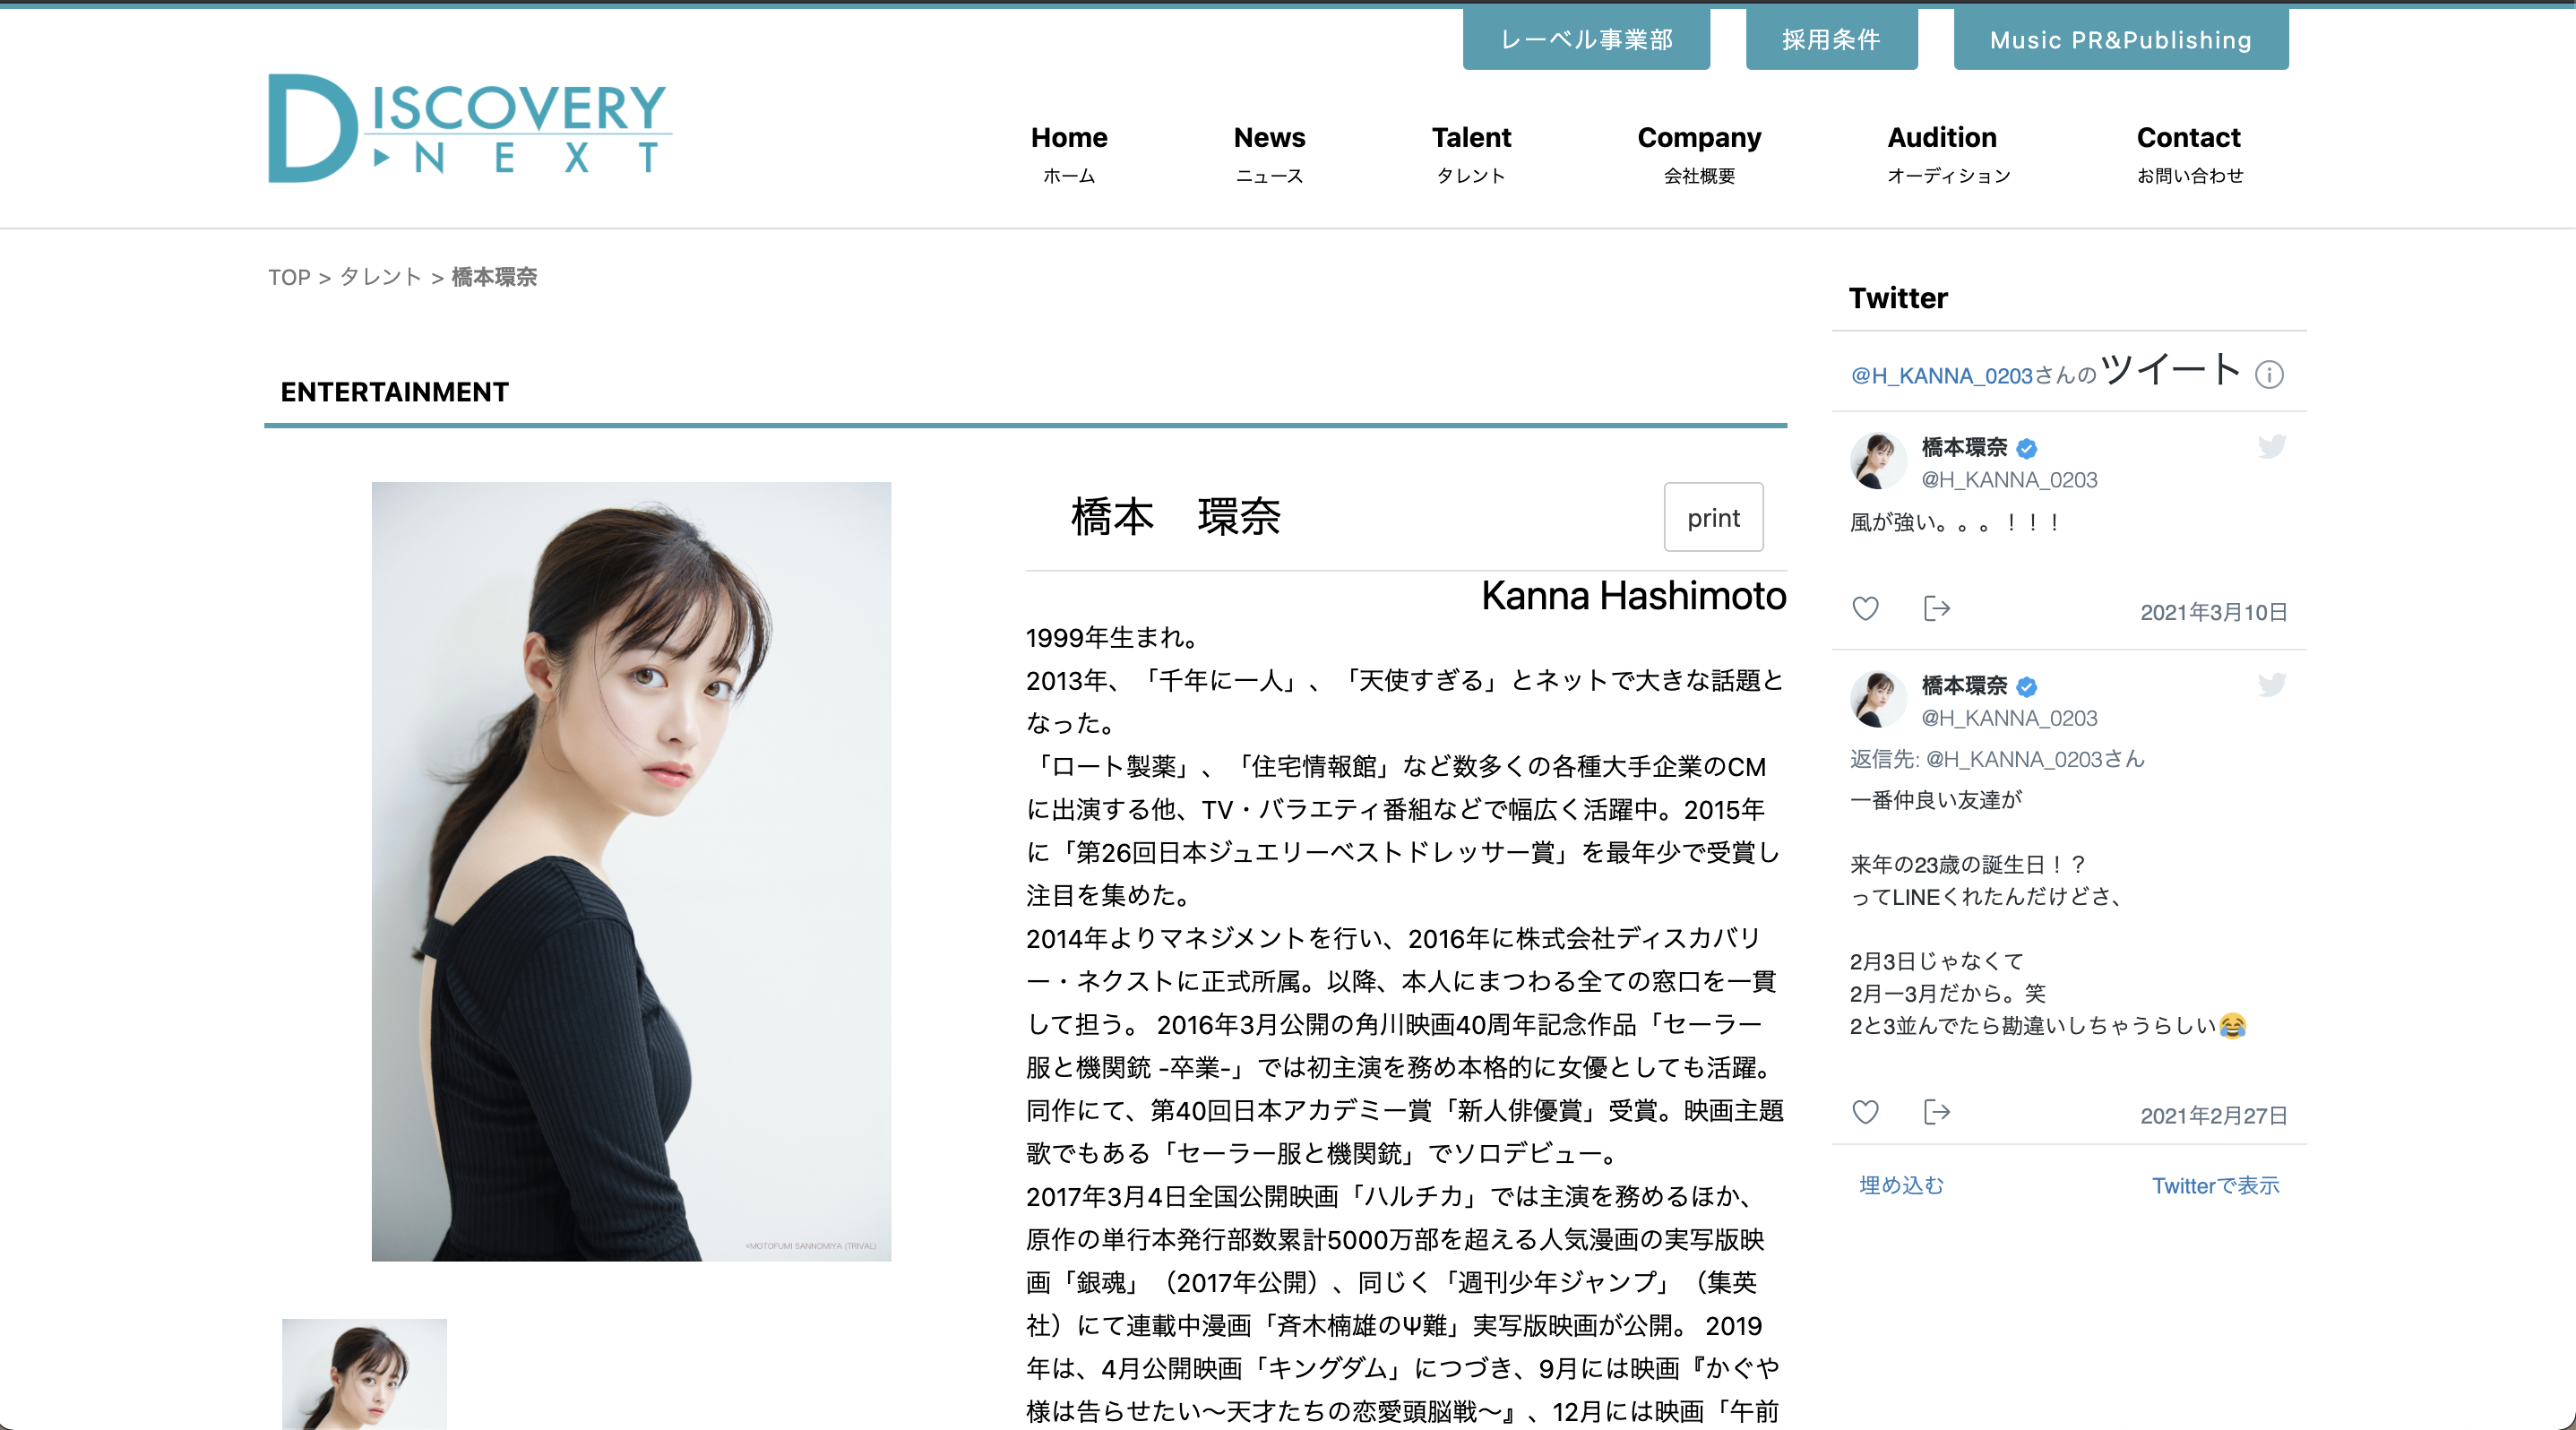 レーベル事業部
採用条件
Music PR&Publishing
DISCOVERY
NEXT
Home
ホーム
News
ニュース
Talent
タレント
Company
会社概要
Audition
オーディション
Contact
お問い合わせ
TOP > タレント > 橋本環奈
ENTERTAINMENT
©MOTOFUMI SANNOMIYA (TRIVAL)
橋本　環奈
print
Kanna Hashimoto
1999年生まれ。
2013年、「千年に一人」、「天使すぎる」とネットで大きな話題と
なった。
「ロート製薬」、「住宅情報館」など数多くの各種大手企業のCM
に出演する他、TV・バラエティ番組などで幅広く活躍中。2015年
に「第26回日本ジュエリーベストドレッサー賞」を最年少で受賞し
注目を集めた。
2014年よりマネジメントを行い、2016年に株式会社ディスカバリ
ー・ネクストに正式所属。以降、本人にまつわる全ての窓口を一貫
して担う。 2016年3月公開の角川映画40周年記念作品「セーラー
服と機関銃 -卒業-」では初主演を務め本格的に女優としても活躍。
同作にて、第40回日本アカデミー賞「新人俳優賞」受賞。映画主題
歌でもある「セーラー服と機関銃」でソロデビュー。
2017年3月4日全国公開映画「ハルチカ」では主演を務めるほか、
原作の単行本発行部数累計5000万部を超える人気漫画の実写版映
画「銀魂」（2017年公開）、同じく「週刊少年ジャンプ」（集英
社）にて連載中漫画「斉木楠雄のΨ難」実写版映画が公開。 2019
年は、4月公開映画「キングダム」につづき、9月には映画『かぐや
様は告らせたい〜天才たちの恋愛頭脳戦〜』、12月には映画「午前
Twitter
@H_KANNA_0203さんのツイート
橋本環奈
@H_KANNA_0203
風が強い。。。！！！
2021年3月10日
橋本環奈
@H_KANNA_0203
返信先: @H_KANNA_0203さん
一番仲良い友達が
来年の23歳の誕生日！？
ってLINEくれたんだけどさ、
2月3日じゃなくて
2月ー3月だから。笑
2と3並んでたら勘違いしちゃうらしい😂
2021年2月27日
埋め込む
Twitterで表示